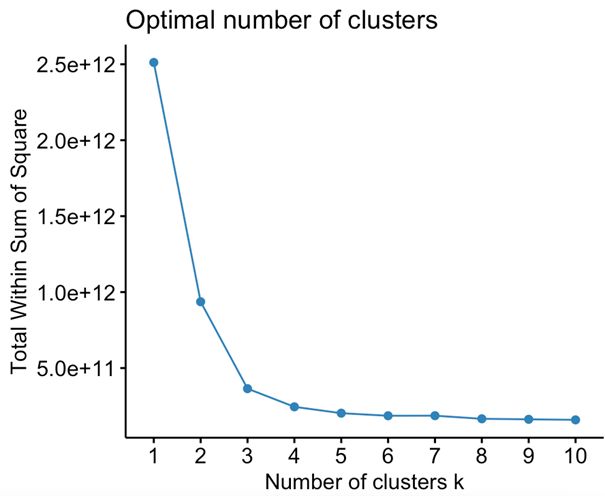 Optimal number of clusters
Total Within Sum of Square
2.5e+12
2.0e+12
1.5e+12
1.0e+12
5.0e+11
1 2 3 4 5 6 7 8 9 10
Number of clusters k